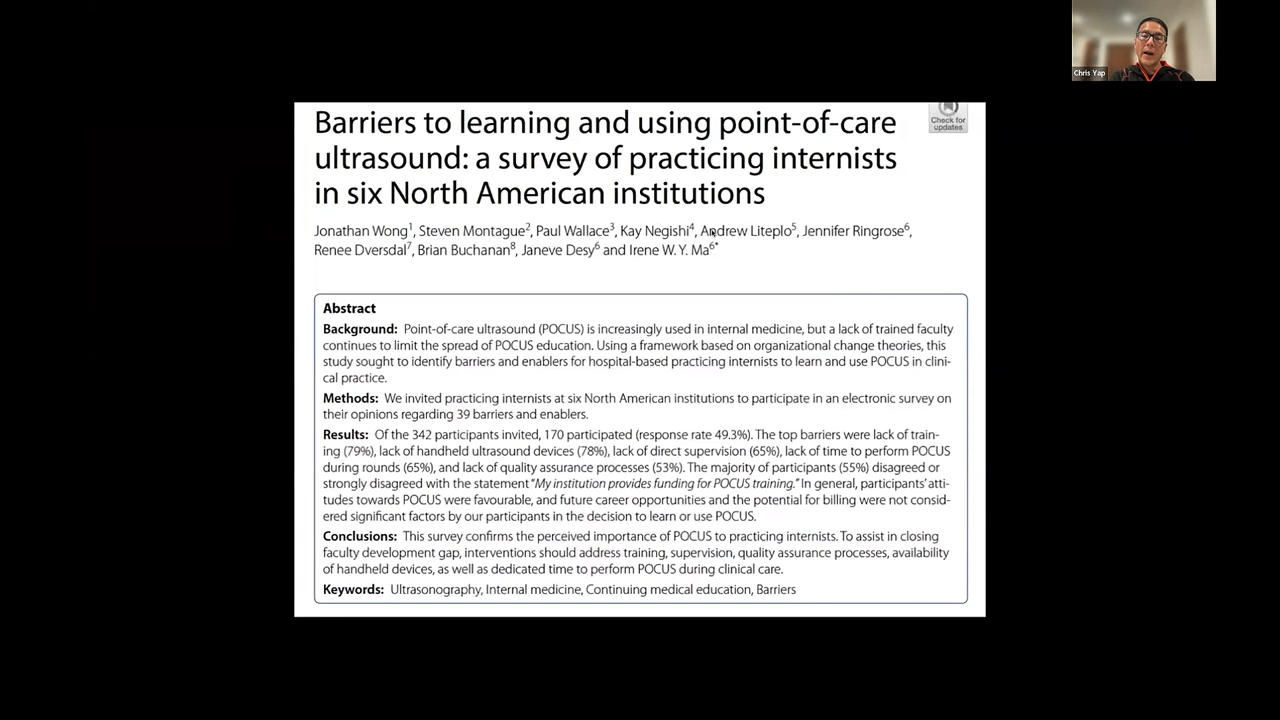 Chris Yap
Check for
updates
Barriers to learning and using point-of-care
ultrasound: a survey of practicing internists
in six North American institutions
Jonathan Wong1, Steven Montague2, Paul Wallace3, Kay Negishi4, Andrew Liteplo5, Jennifer Ringrose6,
Renee Dversdal7, Brian Buchanan8, Janeve Desy6 and Irene W. Y. Ma6*
Abstract
Background: Point-of-care ultrasound (POCUS) is increasingly used in internal medicine, but a lack of trained faculty
continues to limit the spread of POCUS education. Using a framework based on organizational change theories, this
study sought to identify barriers and enablers for hospital-based practicing internists to learn and use POCUS in clini-
cal practice.
Methods: We invited practicing internists at six North American institutions to participate in an electronic survey on
their opinions regarding 39 barriers and enablers.
Results: Of the 342 participants invited, 170 participated (response rate 49.3%). The top barriers were lack of train-
ing (79%), lack of handheld ultrasound devices (78%), lack of direct supervision (65%), lack of time to perform POCUS
during rounds (65%), and lack of quality assurance processes (53%). The majority of participants (55%) disagreed or
strongly disagreed with the statement "My institution provides funding for POCUS training." In general, participants' atti-
tudes towards POCUS were favourable, and future career opportunities and the potential for billing were not consid-
ered significant factors by our participants in the decision to learn or use POCUS.
Conclusions: This survey confirms the perceived importance of POCUS to practicing internists. To assist in closing
faculty development gap, interventions should address training, supervision, quality assurance processes, availability
of handheld devices, as well as dedicated time to perform POCUS during clinical care.
Keywords: Ultrasonography, Internal medicine, Continuing medical education, Barriers